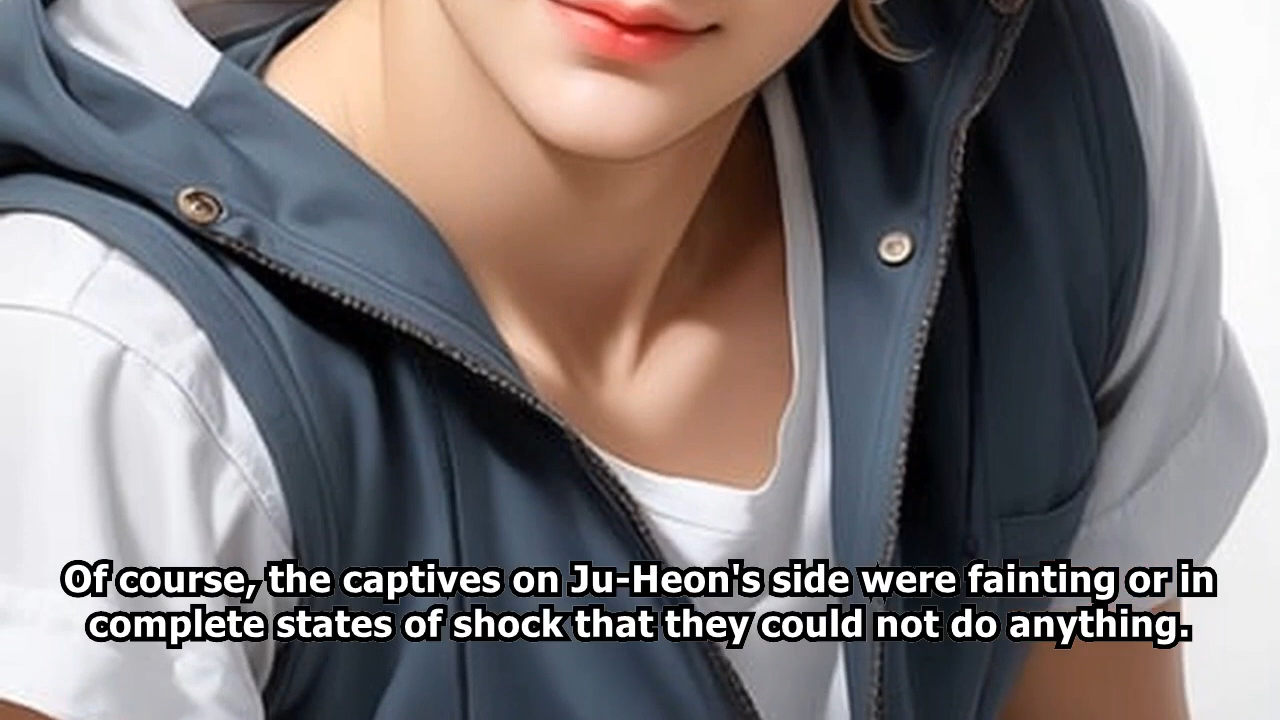 Of course, the captives on Ju-Heon's side were fainting or in
complete states of shock that they could not do anything.